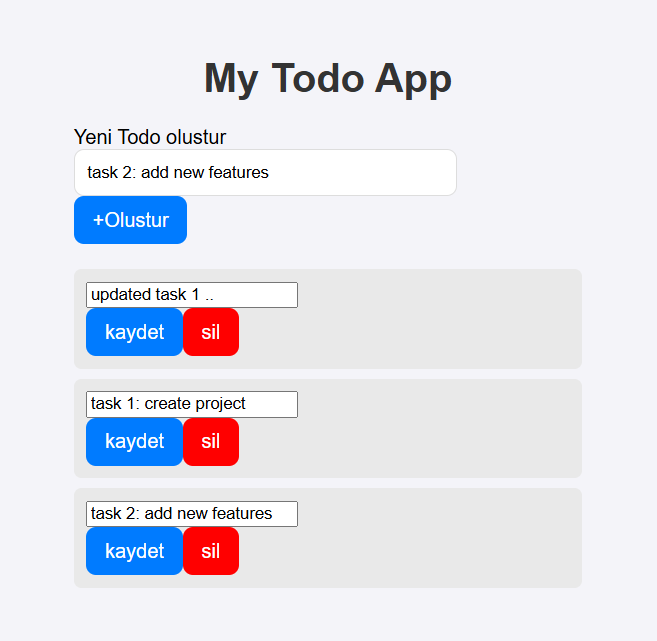 My Todo App
Yeni Todo olustur
task 2: add new features
+Olustur
updated task 1 ..
kaydet sil
task 1: create project
kaydet sil
task 2: add new features
kaydet sil